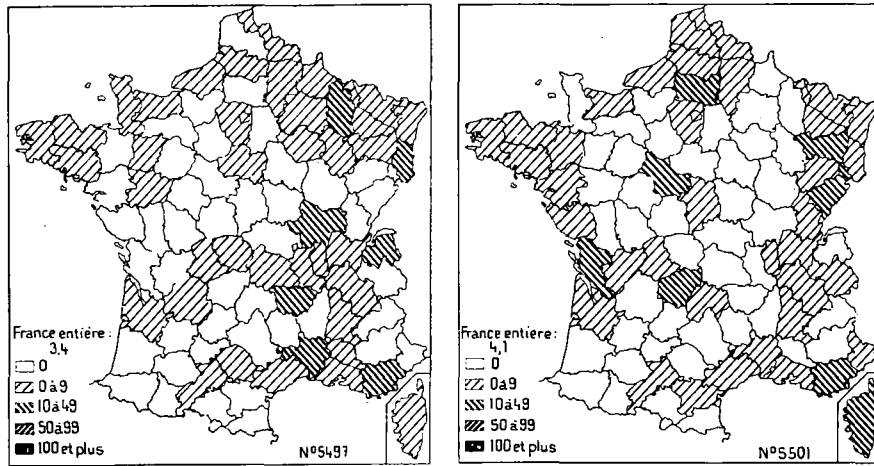 France entière :
3,4
0
0 à 9
10 à 49
50 à 99
100 et plus
N°5497
France entière :
4,1
0
0 à 9
10 à 49
50 à 99
100 et plus
N°5501